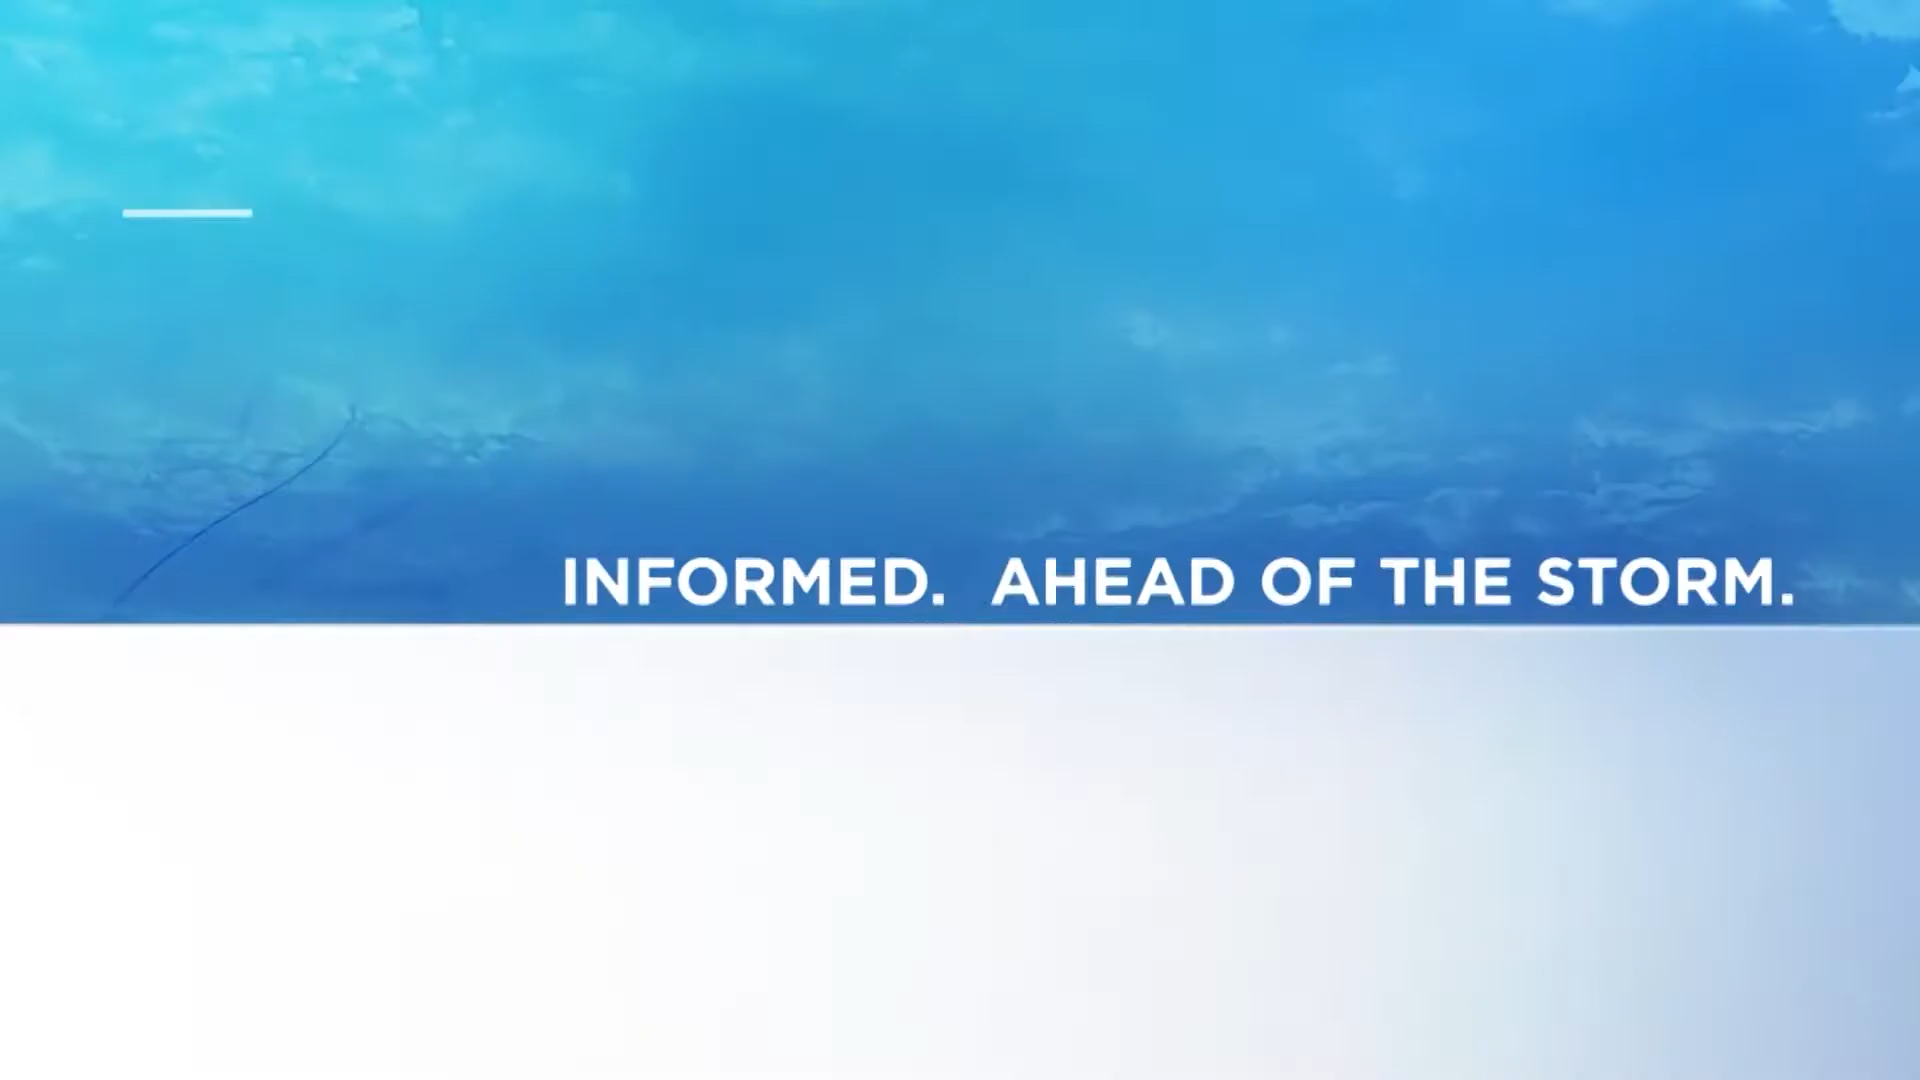 INFORMED. AHEAD OF THE STORM.